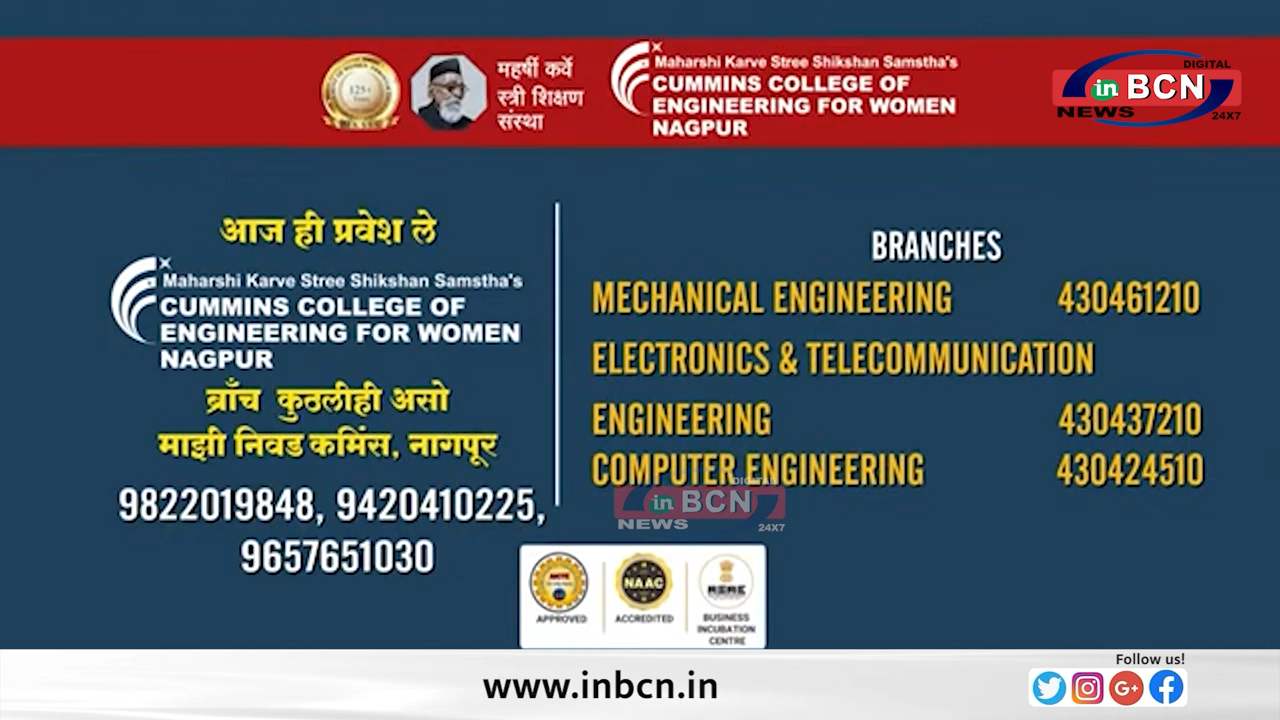 125+
महर्षी कर्वे
स्त्री शिक्षण
संस्था
Maharshi Karve Stree Shikshan Samstha's
CUMMINS COLLEGE OF
ENGINEERING FOR WOMEN
NAGPUR
DIGITAL
in BCN
NEWS 24X7
आज ही प्रवेश ले
Maharshi Karve Stree Shikshan Samstha's
CUMMINS COLLEGE OF
ENGINEERING FOR WOMEN
NAGPUR
ब्राँच कुठलीही असो
माझी निवड कमिंस, नागपूर
9822019848, 9420410225,
9657651030
BRANCHES
MECHANICAL ENGINEERING 430461210
ELECTRONICS & TELECOMMUNICATION
ENGINEERING 430437210
COMPUTER ENGINEERING 430424510
DIGITAL
in BCN
NEWS 24X7
APPROVED
NAAC
ACCREDITED
BUSINESS
INCUBATION
CENTRE
www.inbcn.in
Follow us!